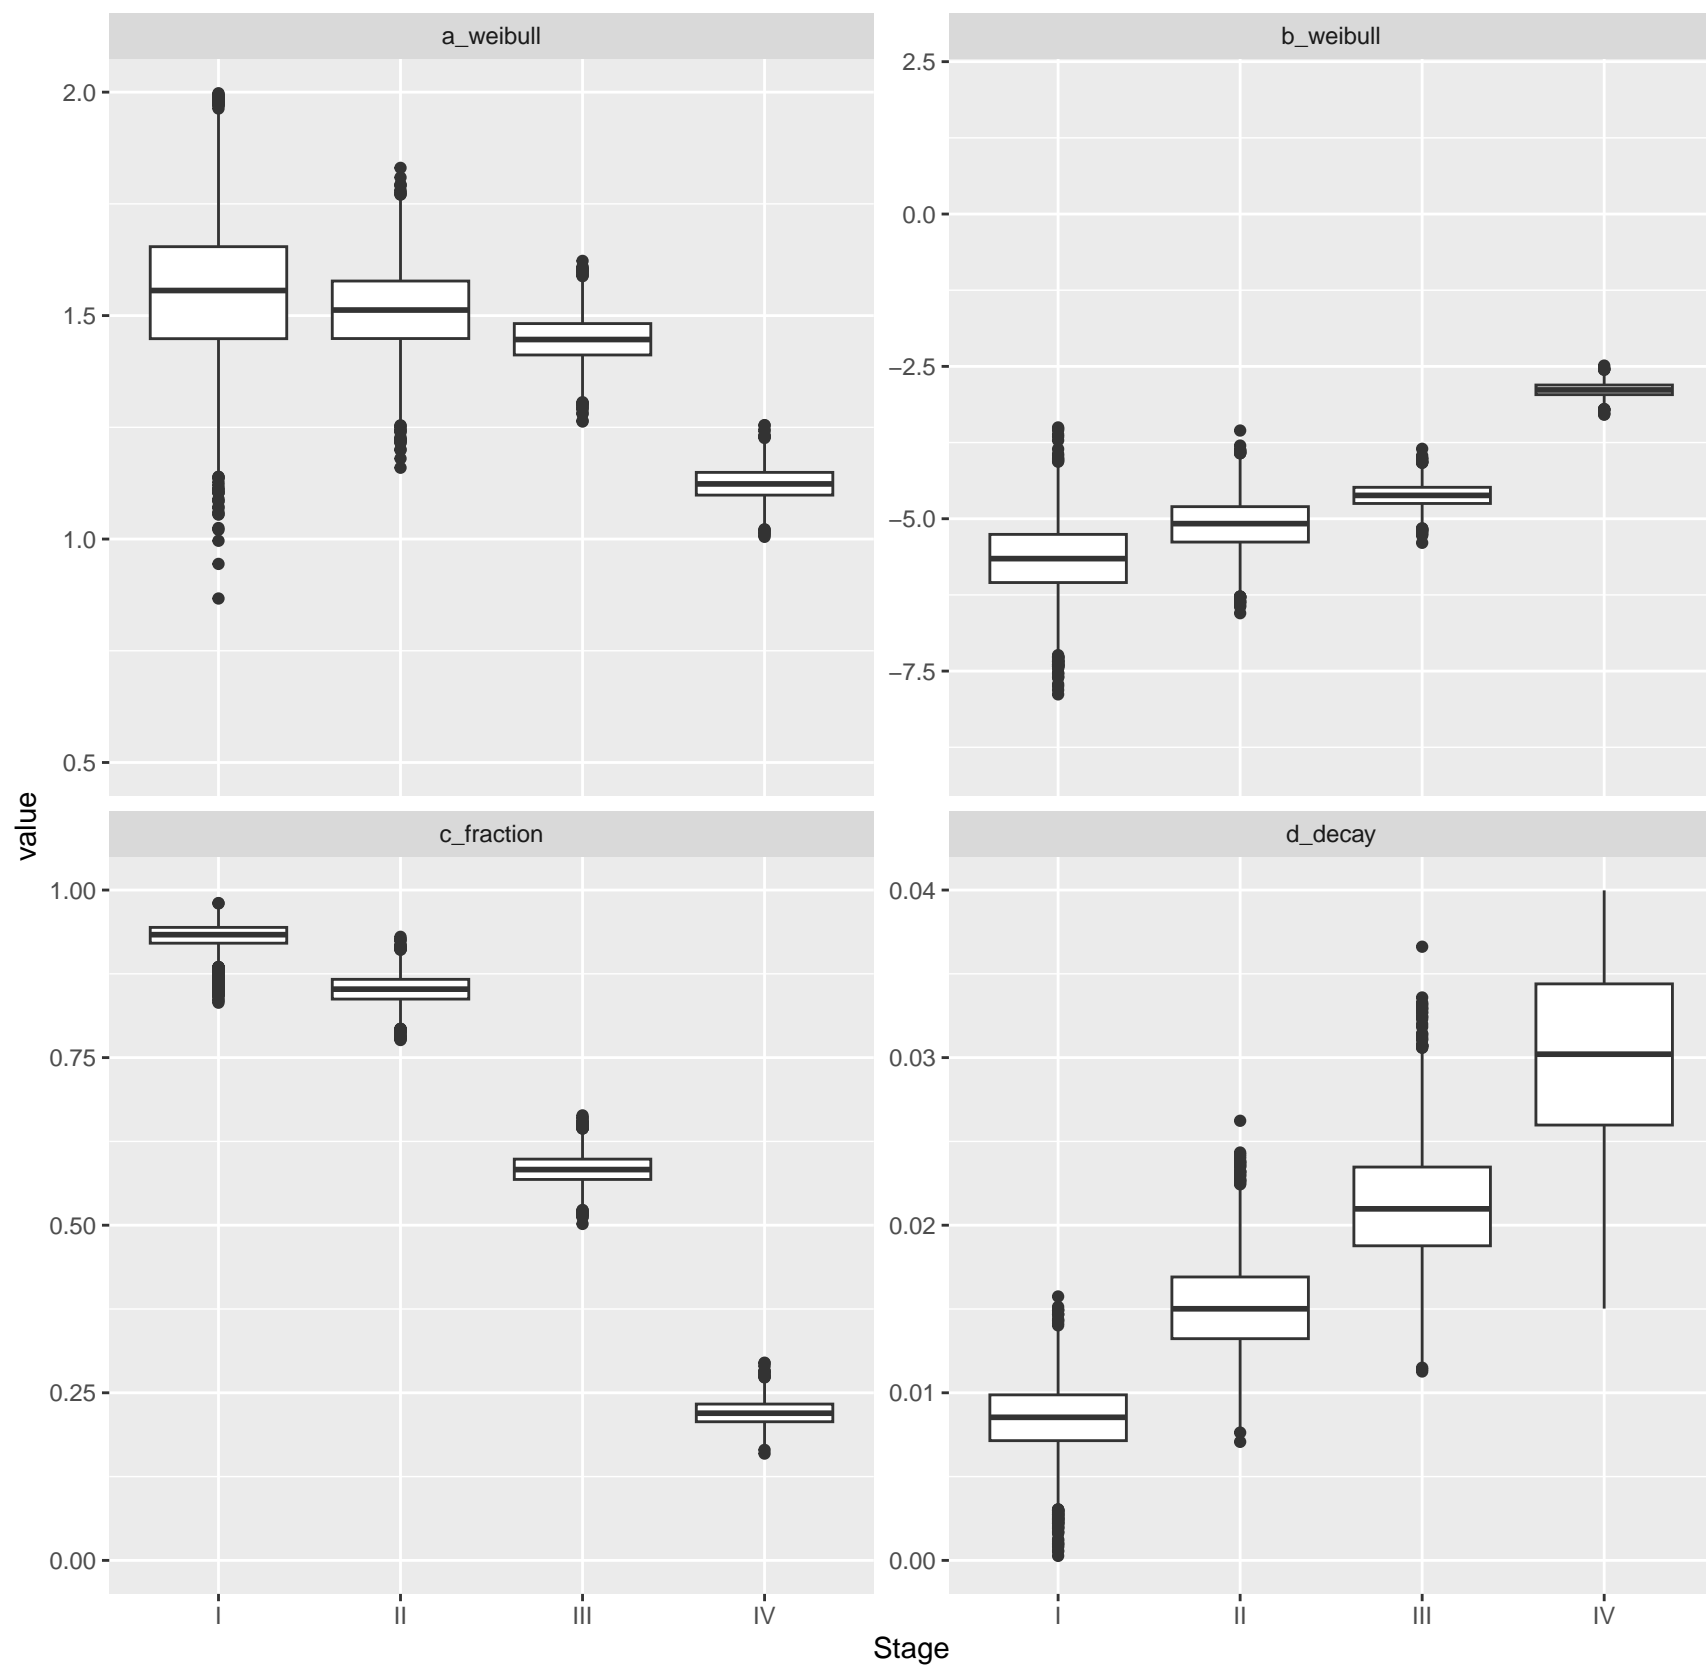 a_weibull
b_weibull
2.0
1.5
1.0
0.5
2.5
0.0
−2.5
−5.0
−7.5
value
c_fraction
d_decay
1.00
0.75
0.50
0.25
0.00
0.04
0.03
0.02
0.01
0.00
I II III IV
I II III IV
Stage